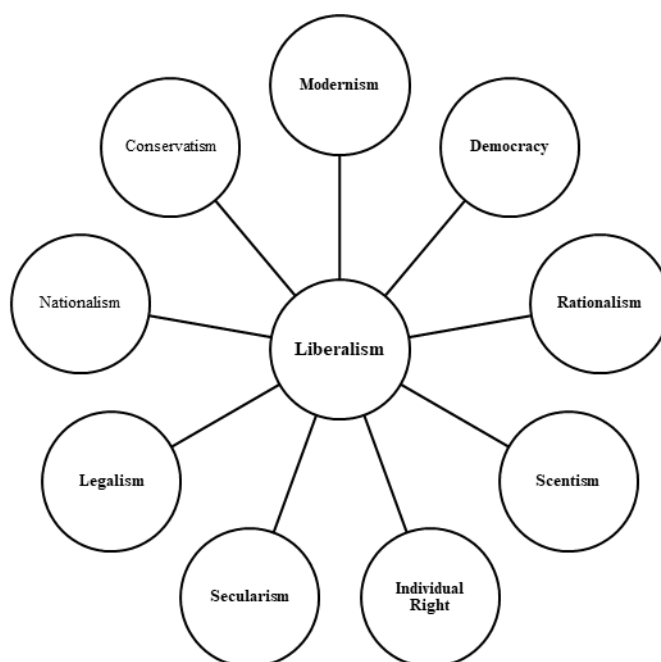 Modernism
Conservatism
Democracy
Nationalism
Rationalism
Liberalism
Legalism
Scentism
Secularism
Individual
Right